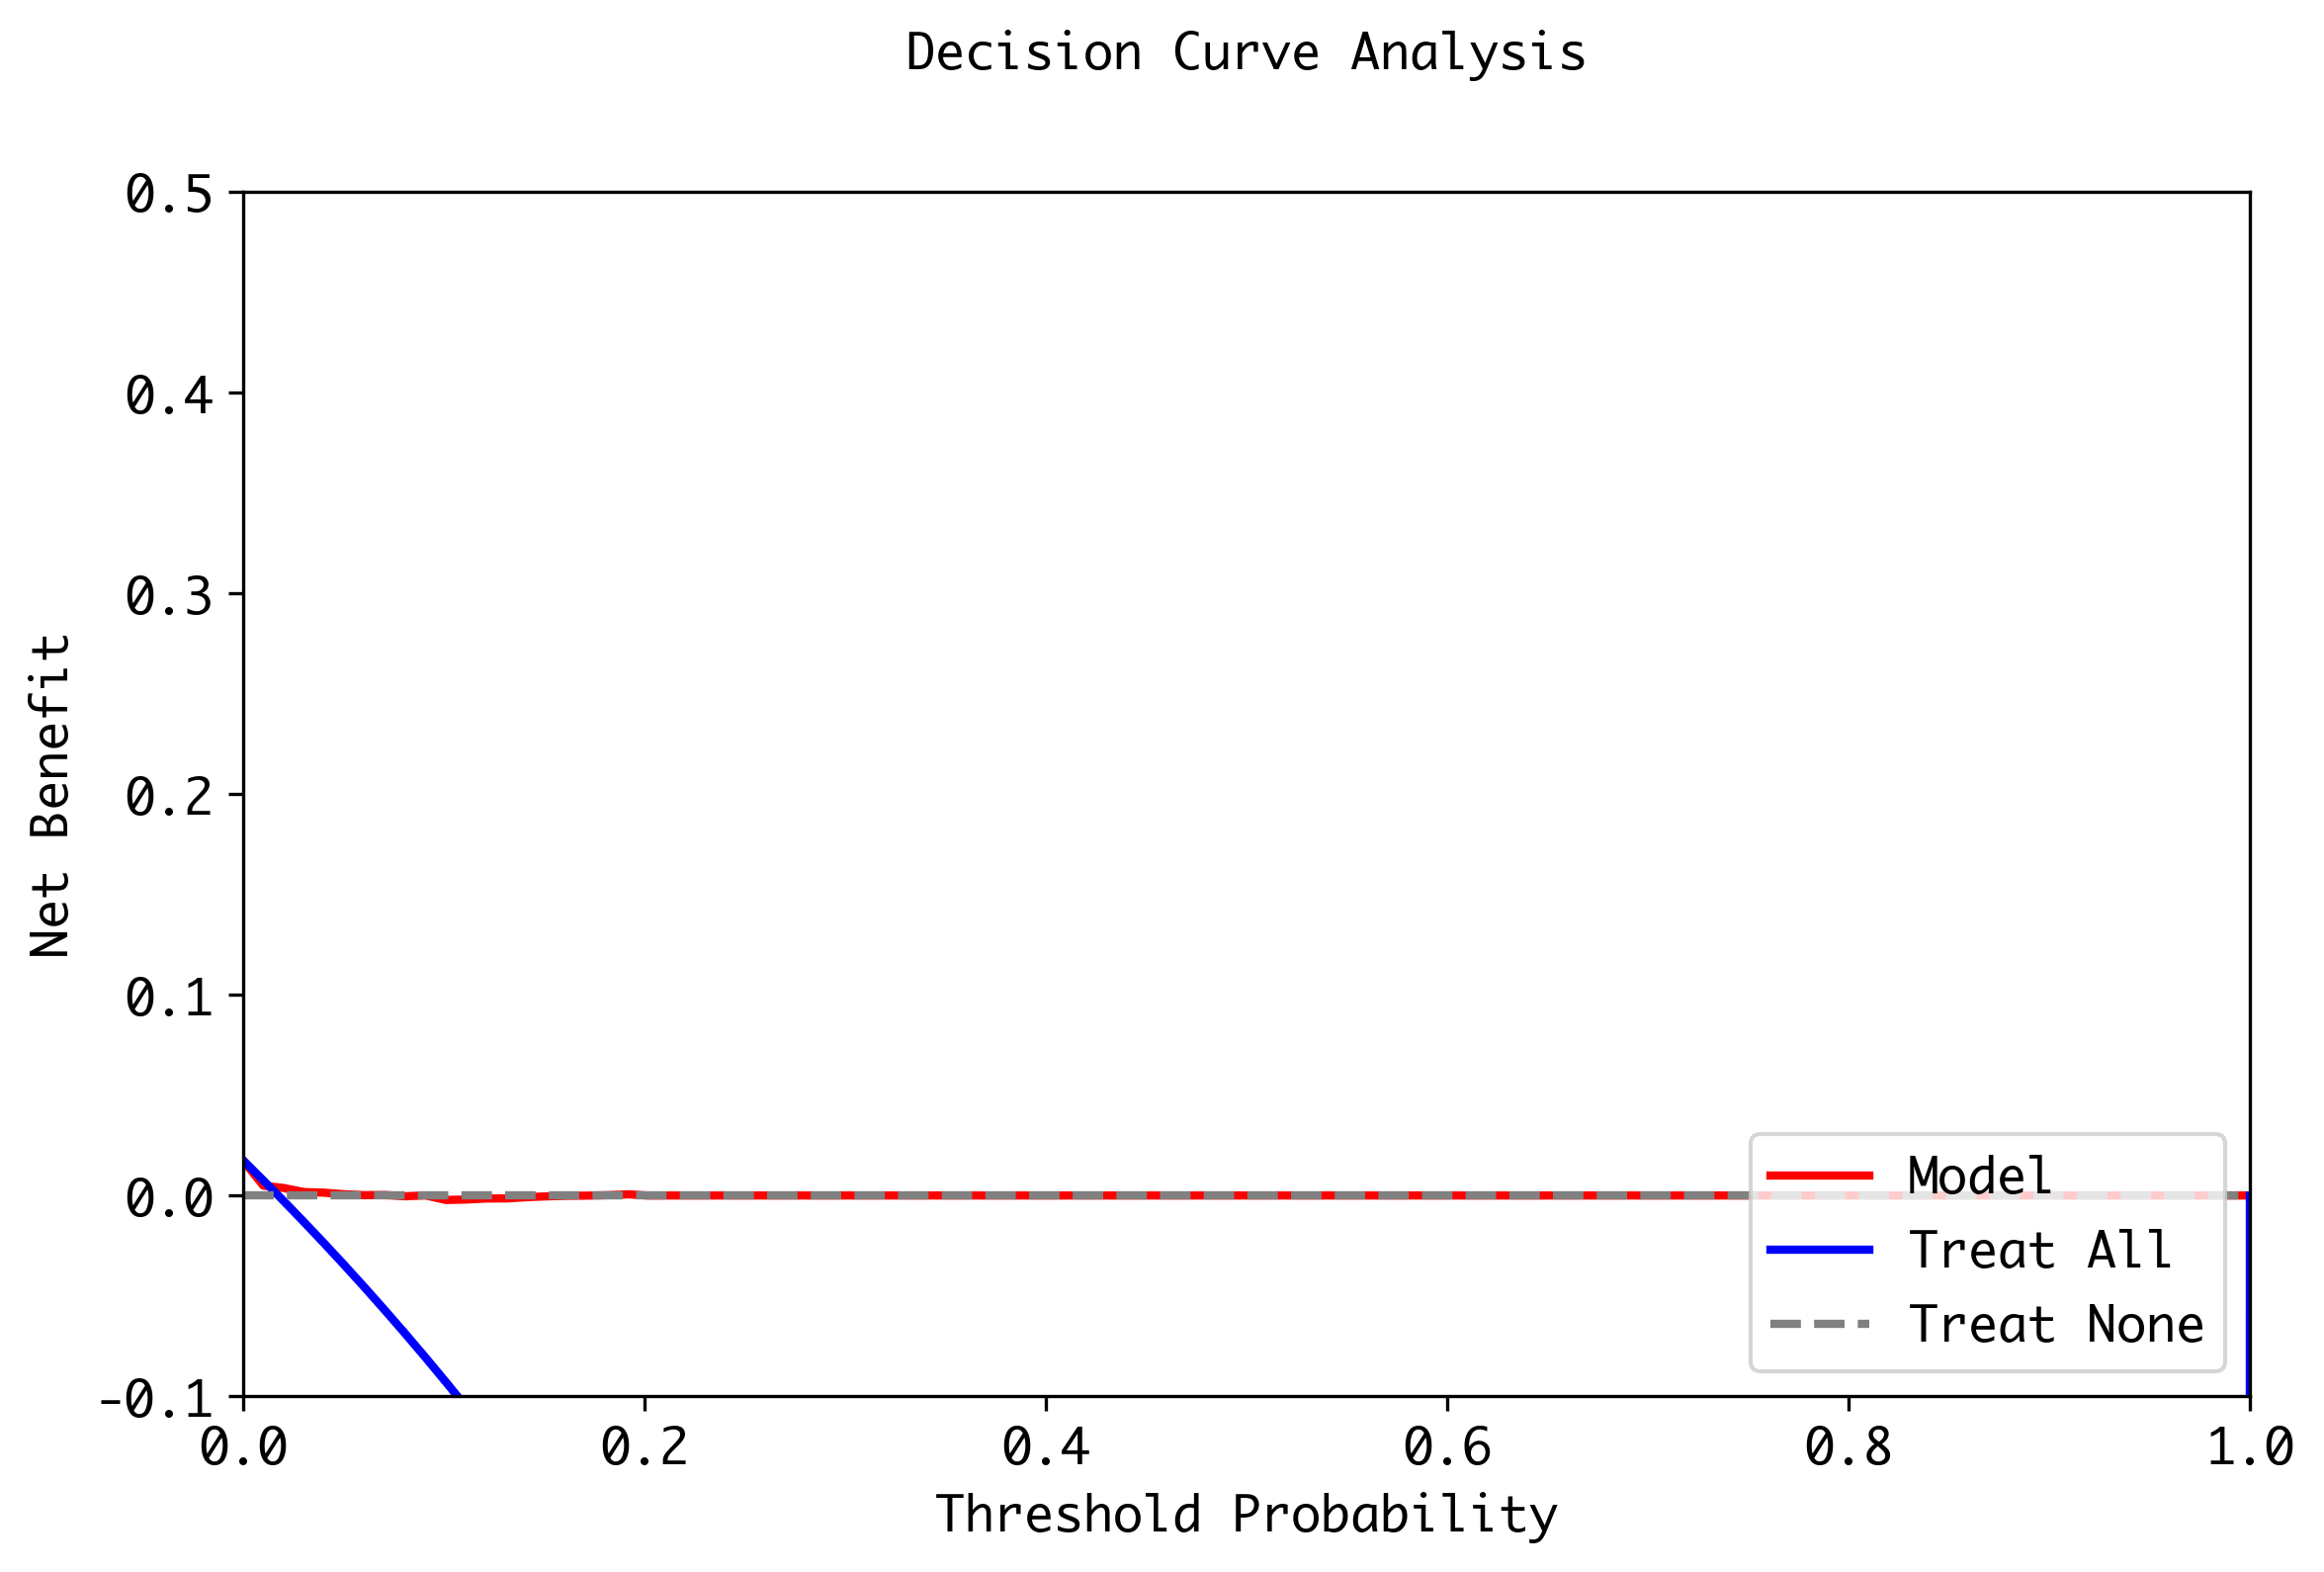 Decision Curve Analysis
0.5
0.4
0.3
0.2
0.1
0.0
-0.1
Net Benefit
0.0 0.2 0.4 0.6 0.8 1.0
Threshold Probability
Model
Treat All
Treat None